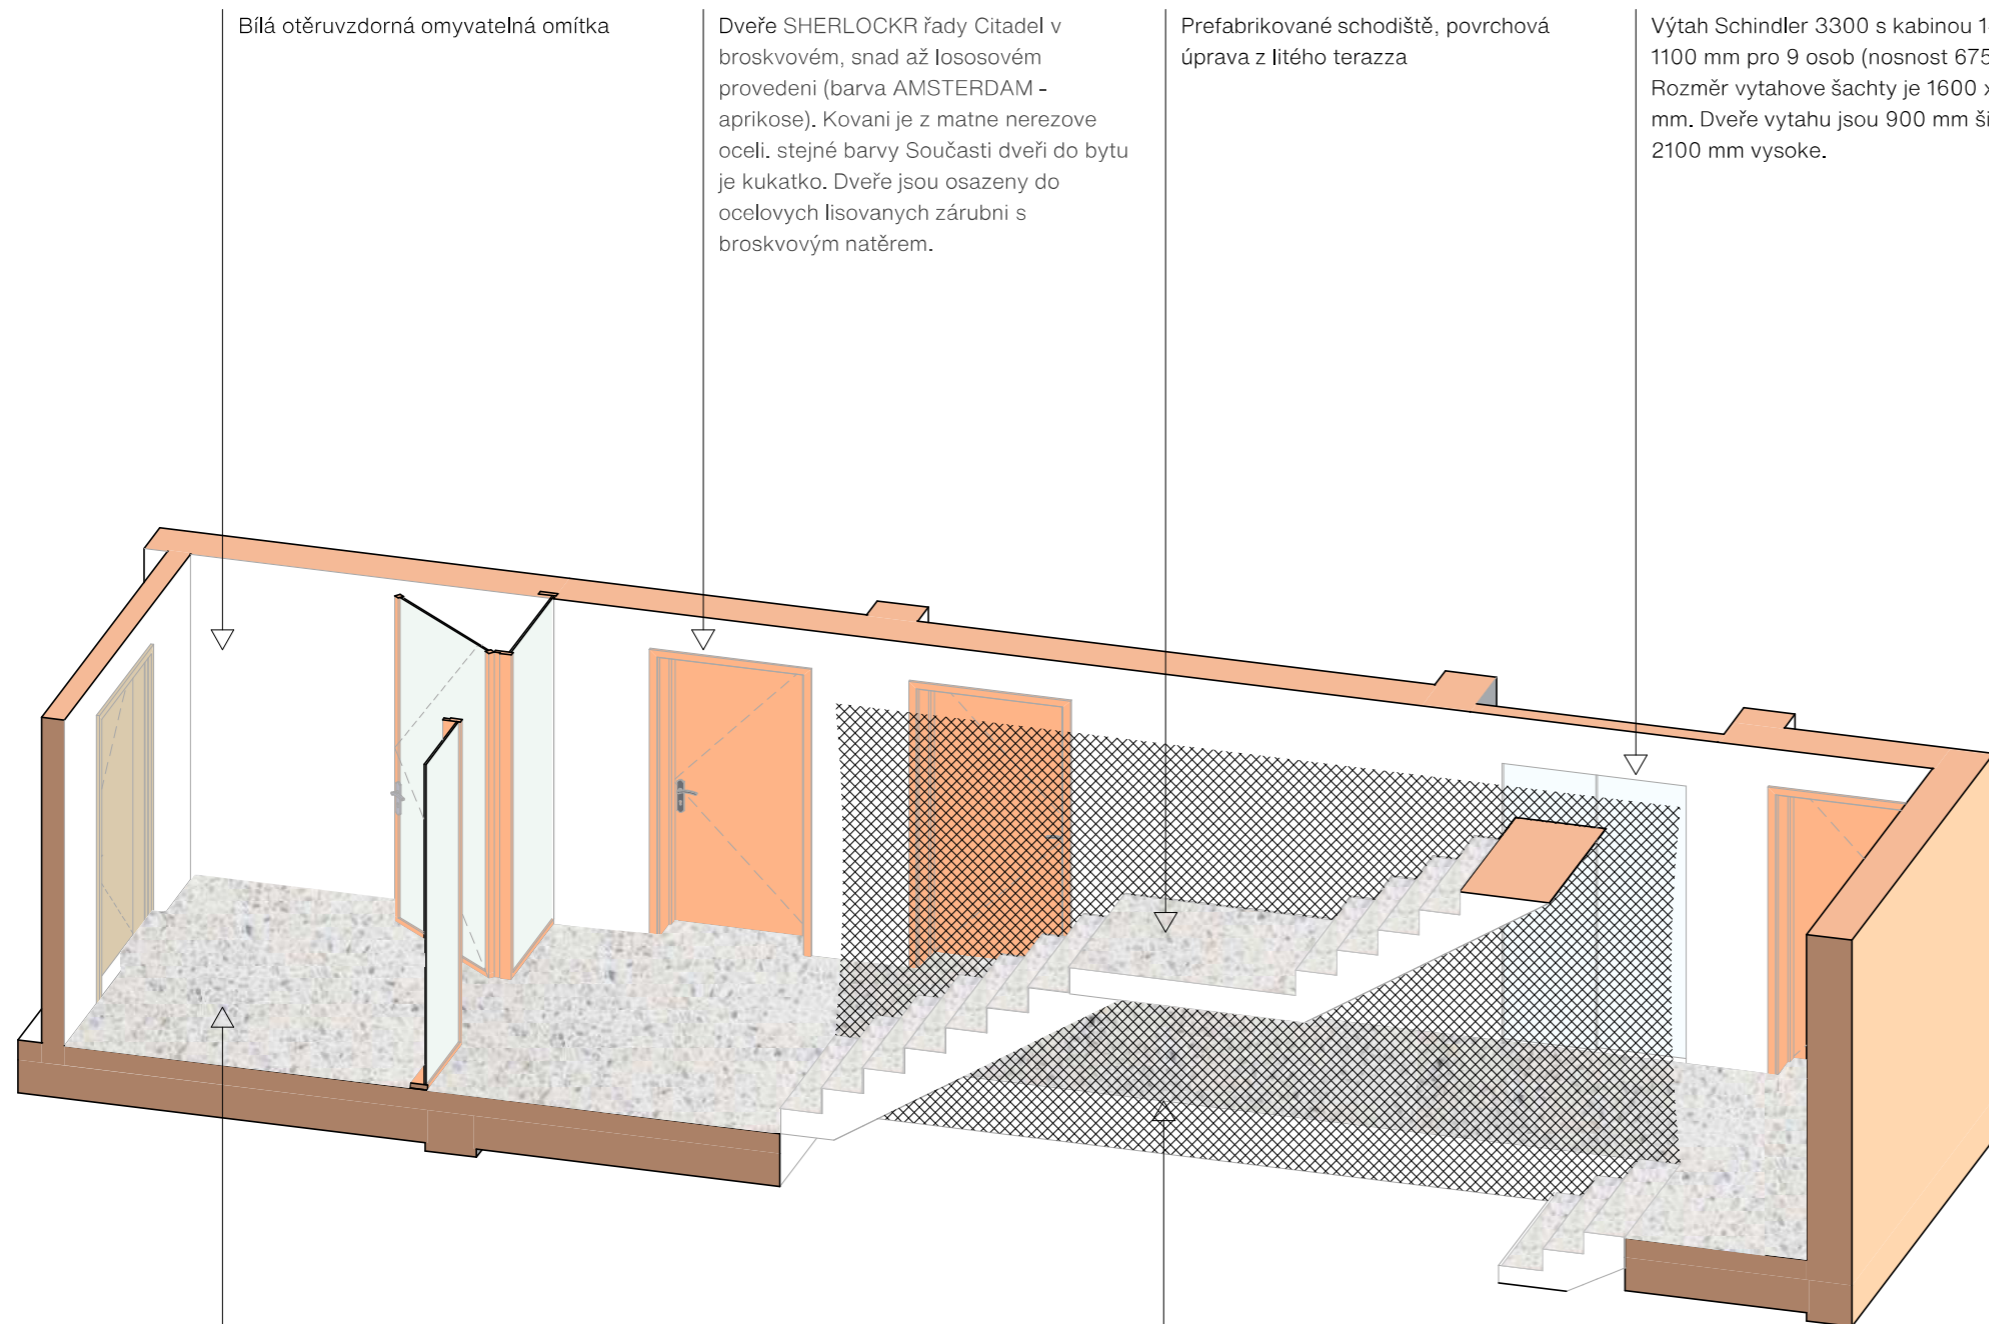 Bílá otěruvzdorná omyvatelná omítka
Dveře SHERLOCKR řady Citadel v
broskvovém, snad až lososovém
provedeni (barva AMSTERDAM -
aprikose). Kovani je z matne nerezove
oceli. stejné barvy Současti dveři do bytu
je kukatko. Dveře jsou osazeny do
ocelovych lisovaných zárubni s
broskvovým natěrem.
Prefabrikované schodiště, povrchová
úprava z litého terazza
Výtah Schindler 3300 s kabinou
1100 mm pro 9 osob (nosnost 675
Rozměr vytahove šachty je 1600 x
mm. Dveře vytahu jsou 900 mm
2100 mm vysoke.